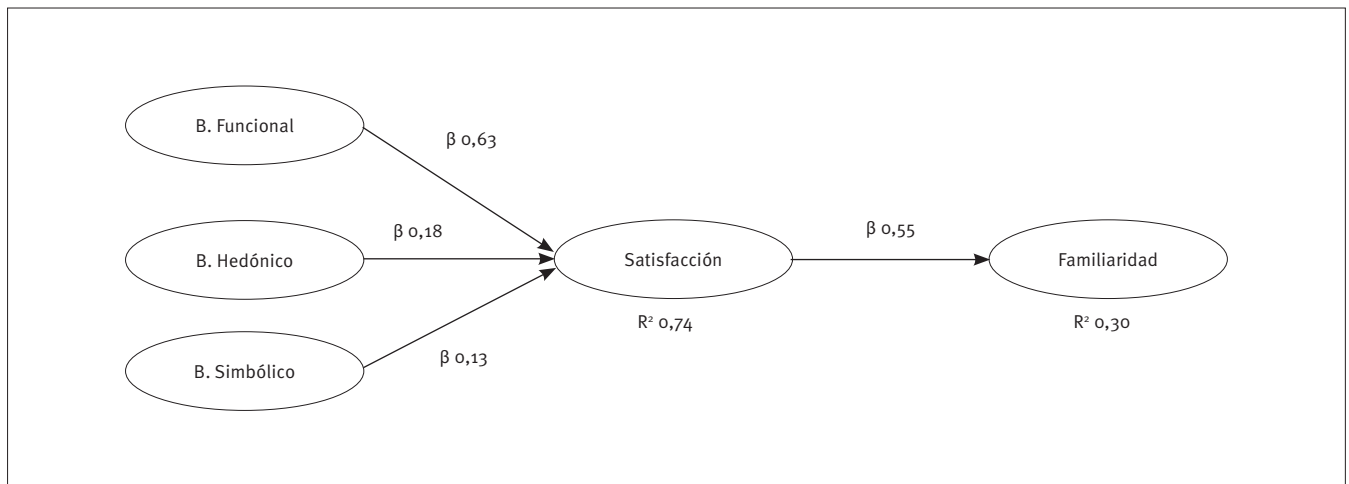 B. Funcional
β 0,63
B. Hedónico
β 0,18
B. Simbólico
β 0,13
Satisfacción
R² 0,74
β 0,55
Familiaridad
R² 0,30